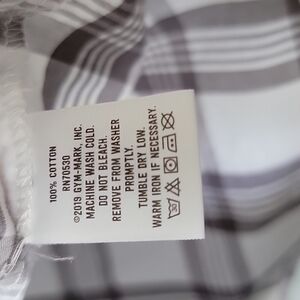 100% COTTON
RN70530
©2019 GYM-MARK, INC.
MACHINE WASH COLD.
DO NOT BLEACH.
REMOVE FROM WASHER
PROMPTLY.
TUMBLE DRY LOW.
WARM IRON IF NECESSARY.